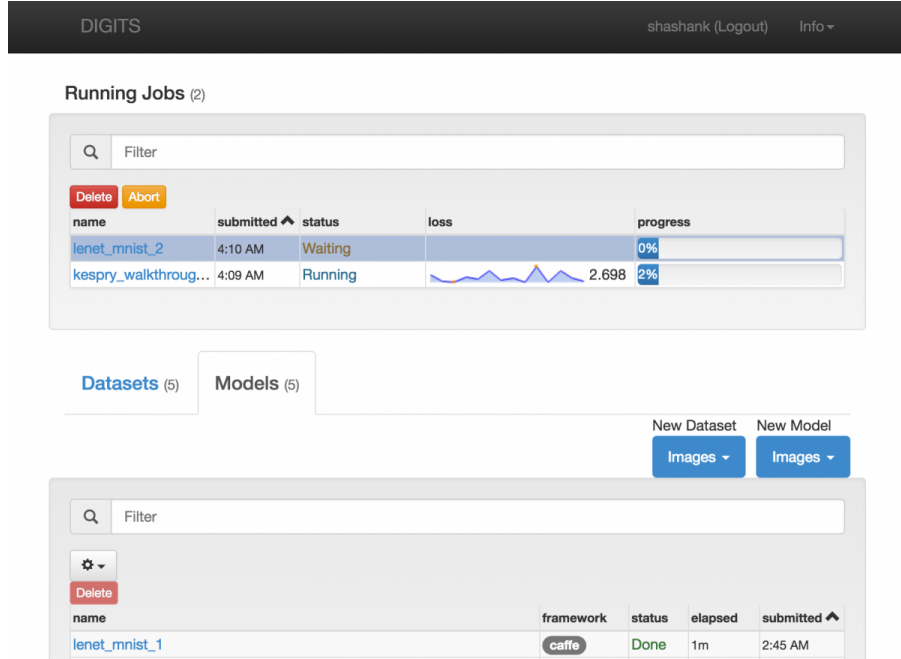 DIGITS shashank (Logout) Info
Running Jobs (2)
Filter
Delete Abort
name submitted status loss progress
lenet_mnist_2 4:10 AM Waiting 0%
kespry_walkthroug... 4:09 AM Running 2.698 2%
Datasets (5) Models (5)
New Dataset New Model
Images Images
Filter
Delete
name framework status elapsed submitted
lenet_mnist_1 caffe Done 1m 2:45 AM